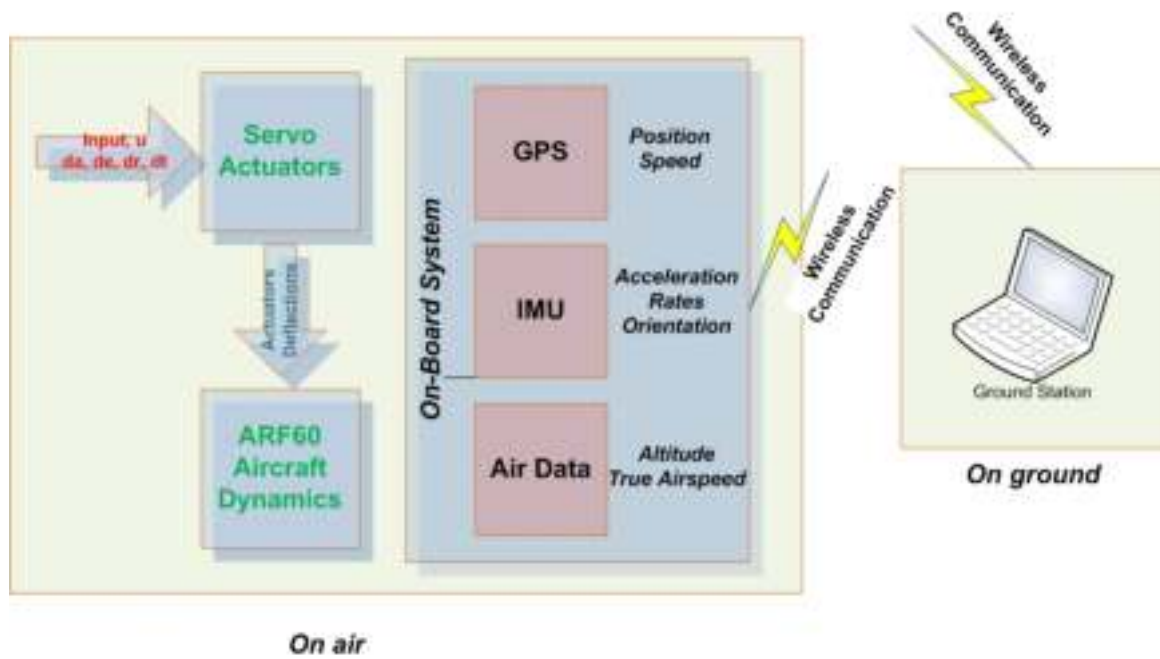 Input, u
da, de, dr, dt
Servo
Actuators
Actuators
Deflections
ARF60
Aircraft
Dynamics
On-Board System
GPS
Position
Speed
IMU
Acceleration
Rates
Orientation
Air Data
Altitude
True Airspeed
Wireless
Communication
Wireless
Communication
Ground Station
On ground
On air